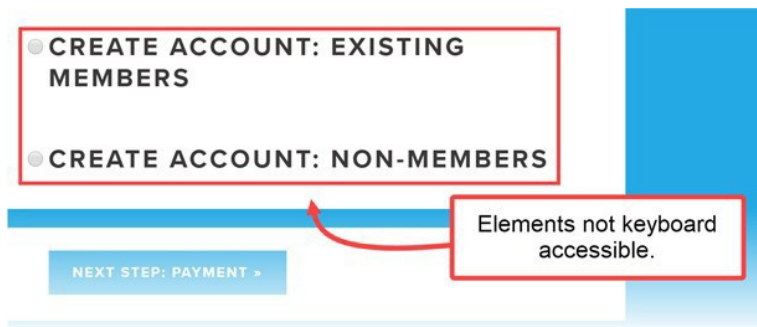 CREATE ACCOUNT: EXISTING
MEMBERS
CREATE ACCOUNT: NON-MEMBERS
Elements not keyboard
accessible.
NEXT STEP: PAYMENT »